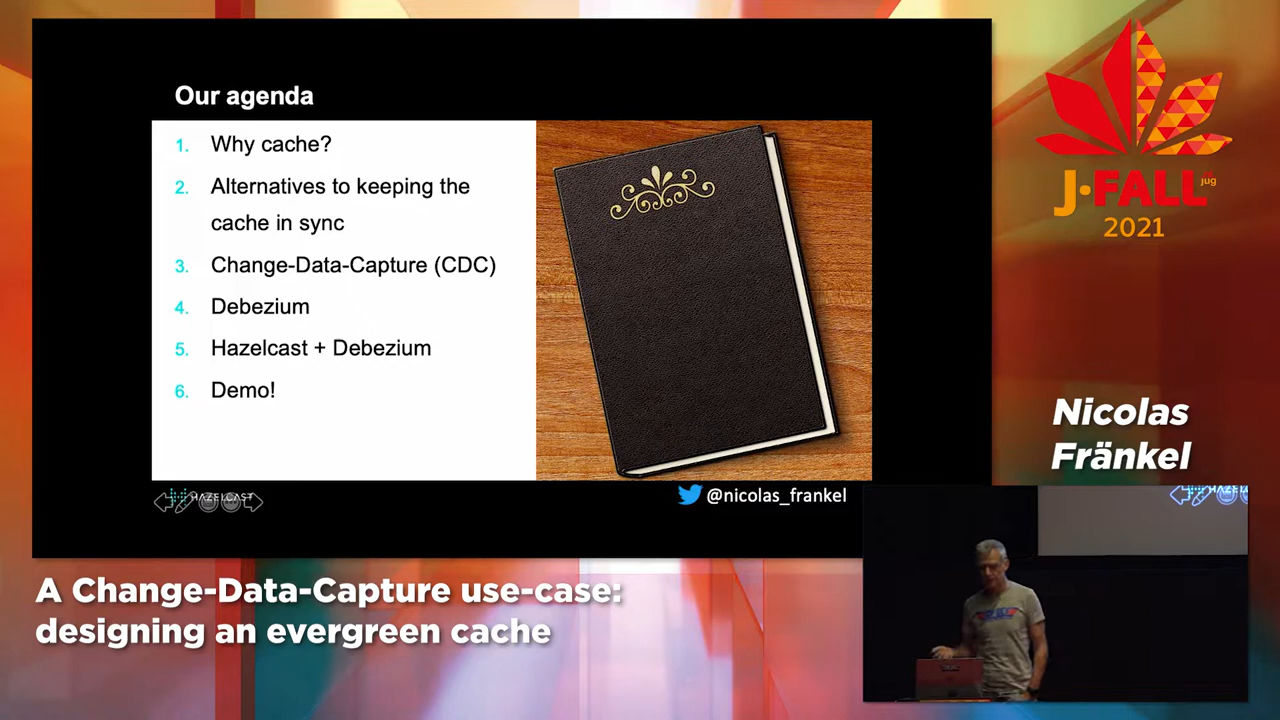 Our agenda
1. Why cache?
2. Alternatives to keeping the
cache in sync
3. Change-Data-Capture (CDC)
4. Debezium
5. Hazelcast + Debezium
6. Demo!
HAZELCAST
@nicolas_frankel
J-FALL
jug
2021
Nicolas
Fränkel
A Change-Data-Capture use-case:
designing an evergreen cache